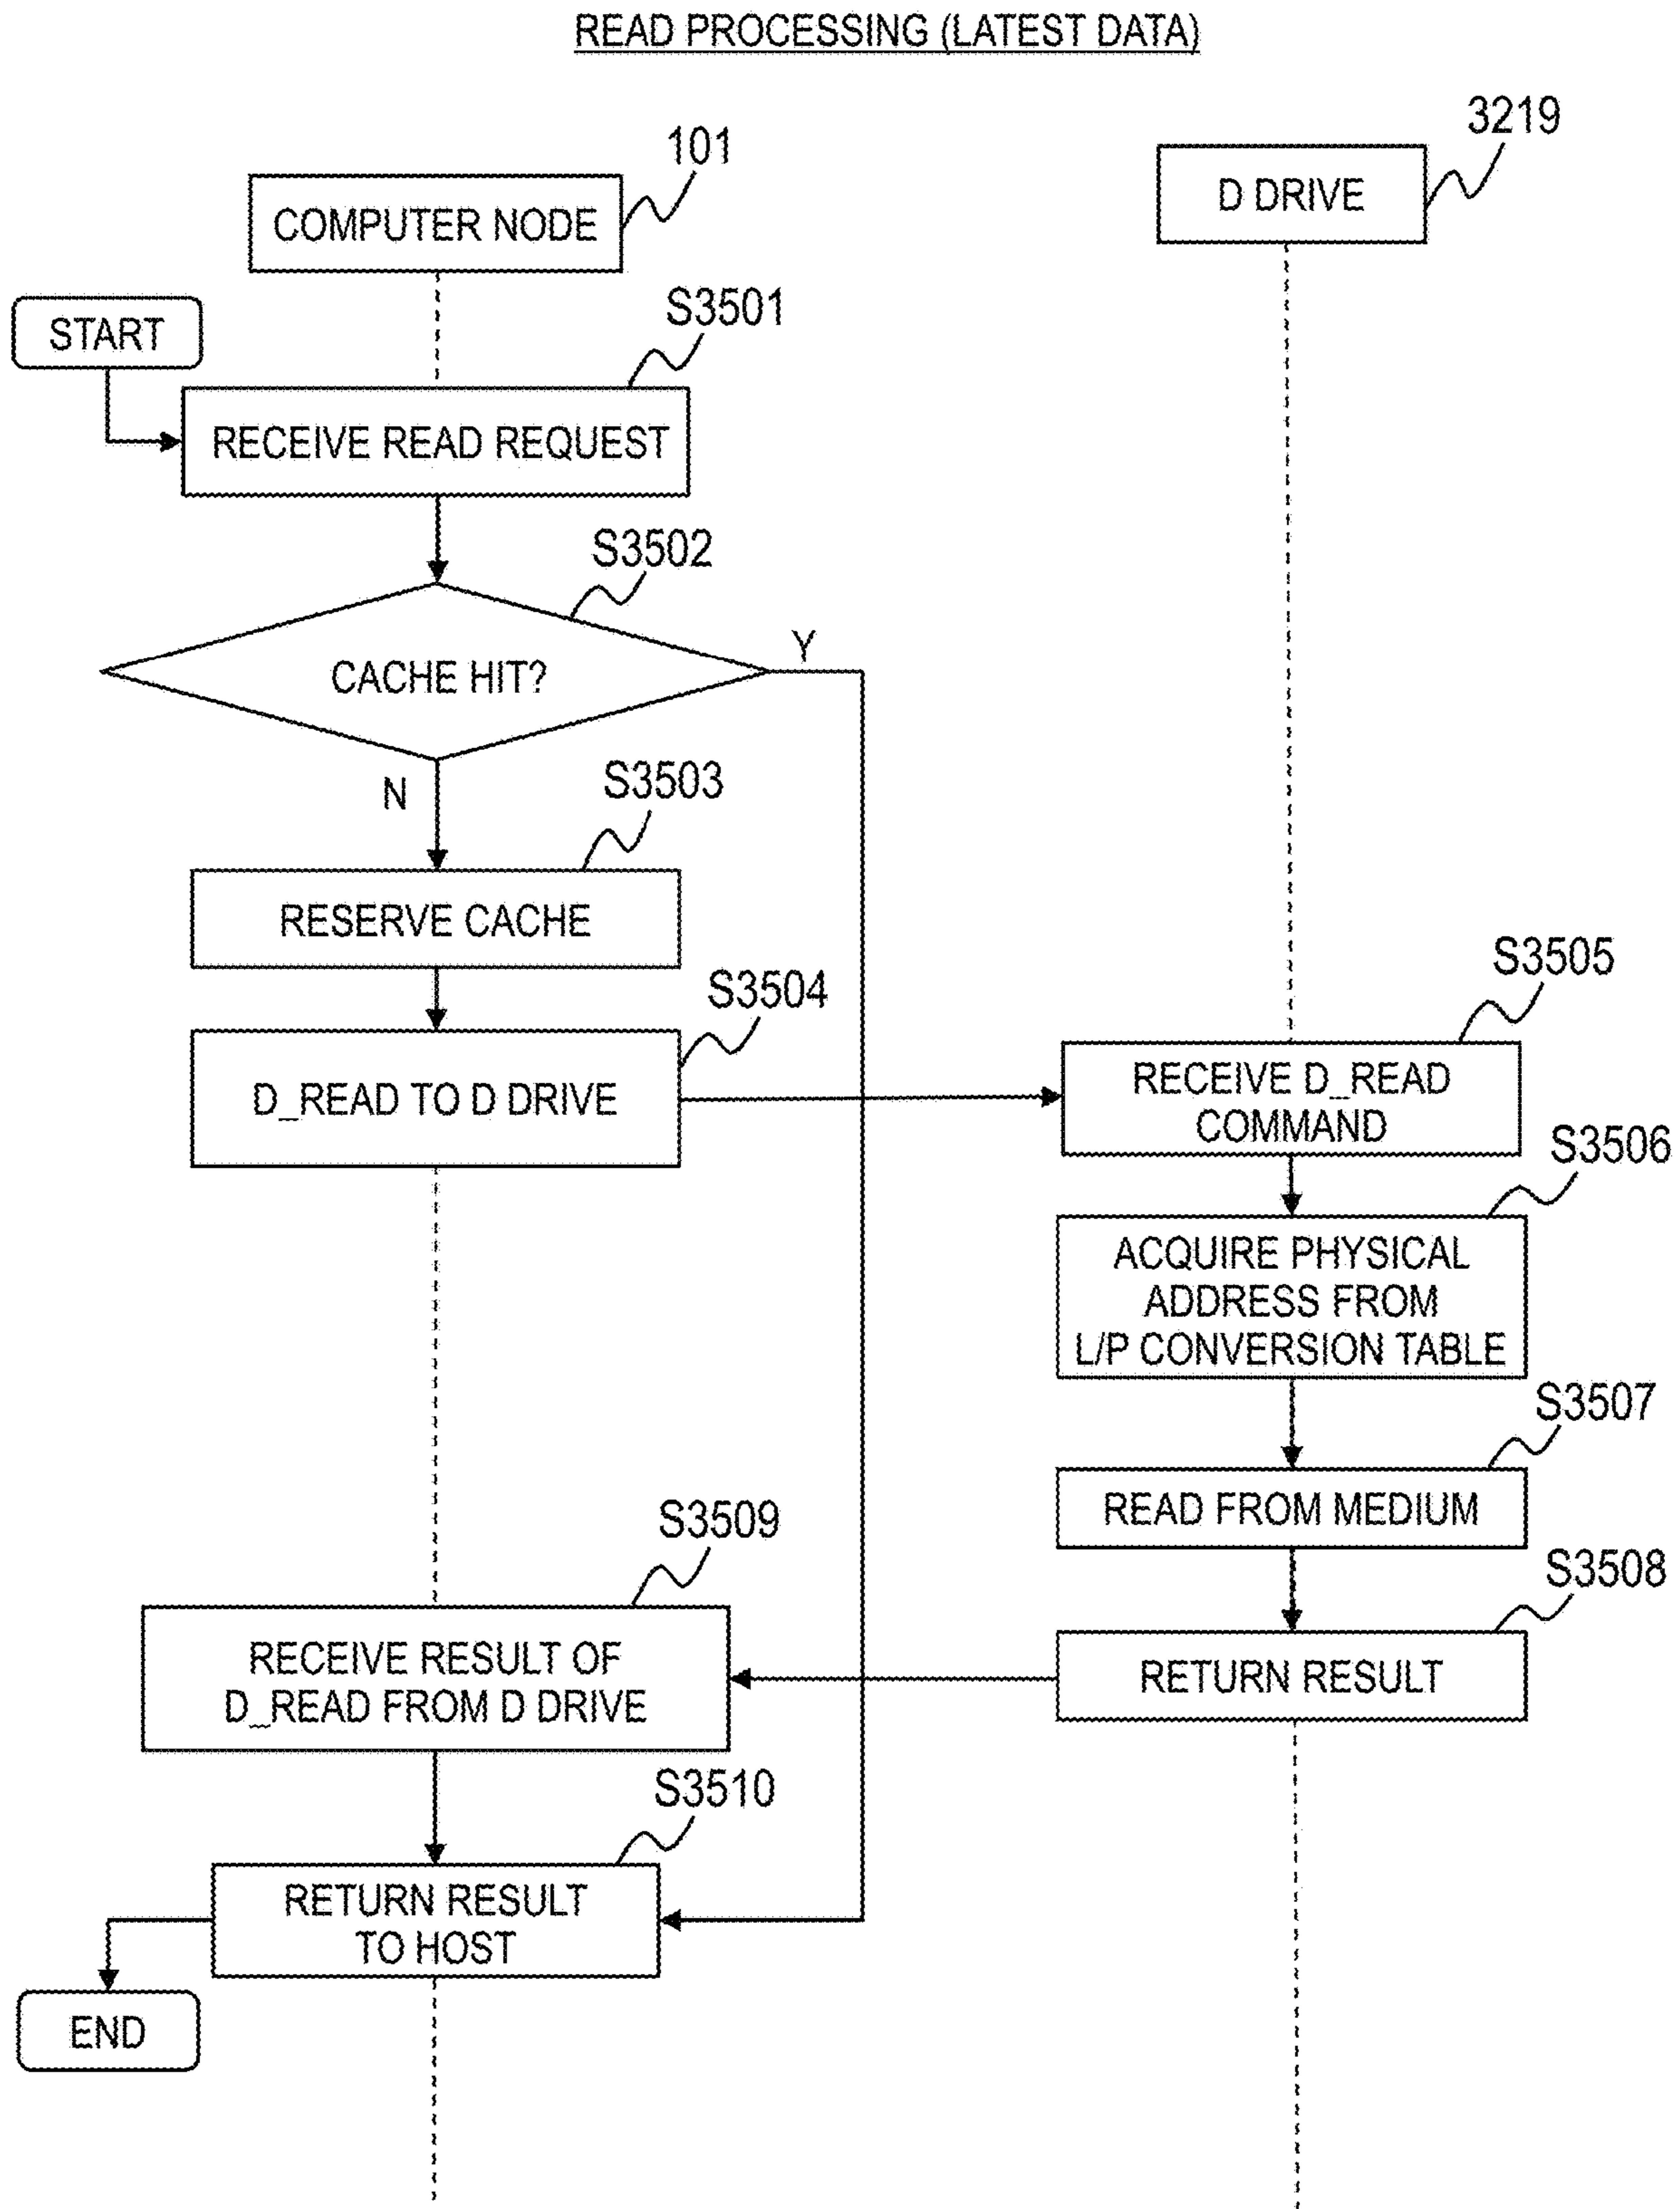 READ PROCESSING (LATEST DATA)
101
3219
COMPUTER NODE
D DRIVE
START
S3501
RECEIVE READ REQUEST
S3502
CACHE HIT?
Y
N
S3503
RESERVE CACHE
S3504
D_READ TO D DRIVE
S3505
RECEIVE D_READ
COMMAND
S3506
ACQUIRE PHYSICAL
ADDRESS FROM
L/P CONVERSION TABLE
S3507
READ FROM MEDIUM
S3508
RETURN RESULT
S3509
RECEIVE RESULT OF
D_READ FROM D DRIVE
S3510
RETURN RESULT
TO HOST
END